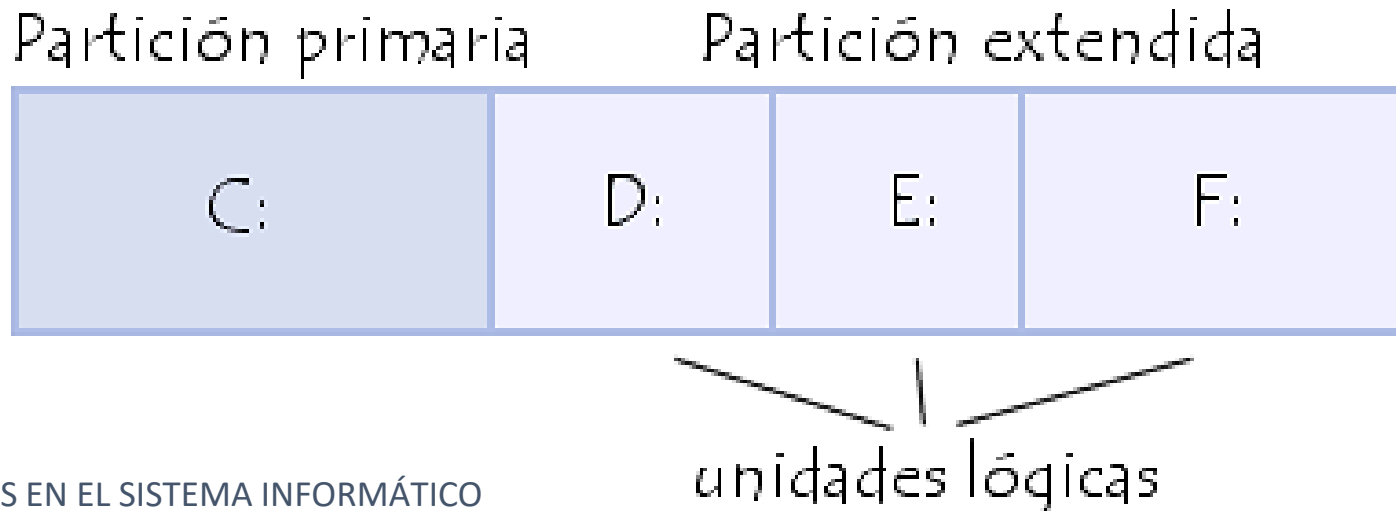 Partición primaria Partición extendida
C: D: E: F:
unidades lógicas
S EN EL SISTEMA INFORMÁTICO